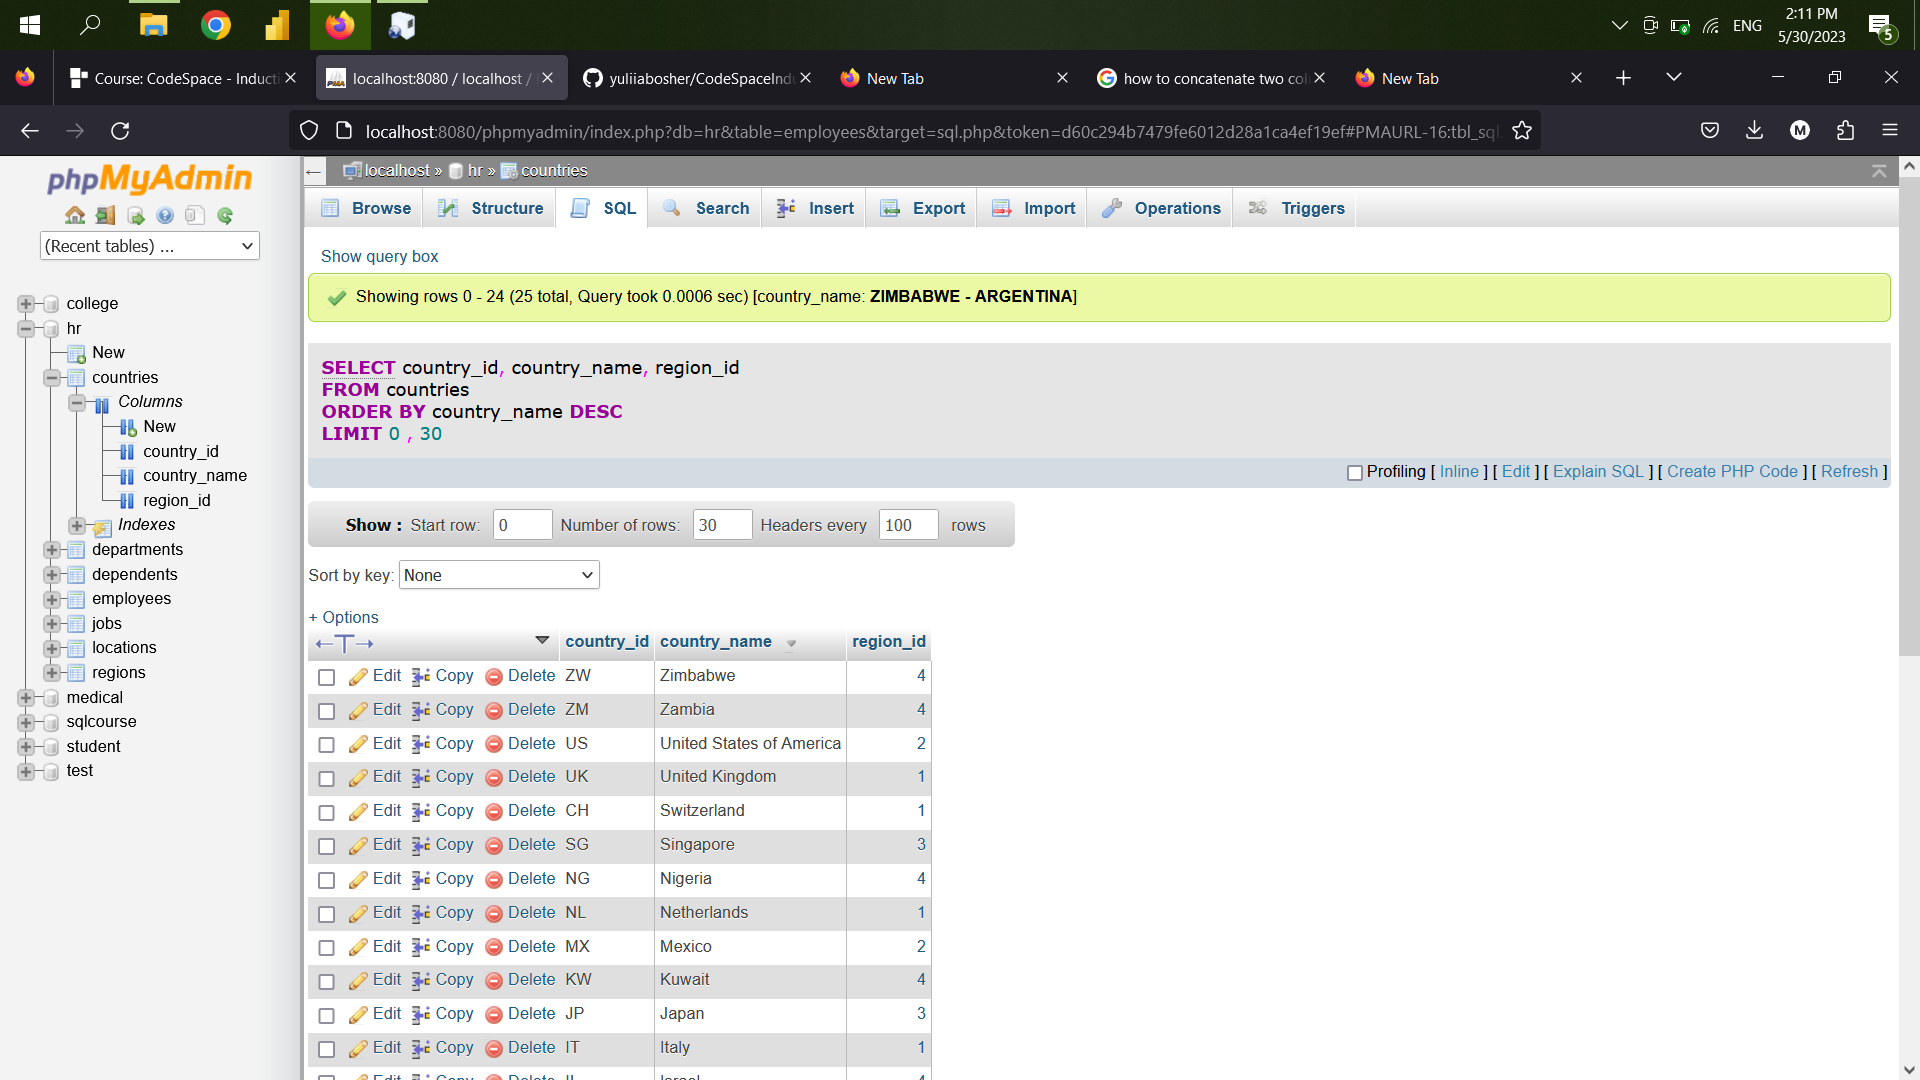 ENG
2:11 PM
5/30/2023
5
Course: CodeSpace - Inducti
localhost:8080 / localhost /
yuliiabosher/CodeSpaceIndu
New Tab
how to concatenate two col
New Tab
localhost:8080/phpmyadmin/index.php?db=hr&table=employees&target=sql.php&token=d60c294b7479fe6012d28a1ca4ef19ef#PMAURL-16:tbl_sql
M
phpMyAdmin
(Recent tables) ...
college
hr
New
countries
Columns
New
country_id
country_name
region_id
Indexes
departments
dependents
employees
jobs
locations
regions
medical
sqlcourse
student
test
localhost » hr » countries
Browse Structure SQL Search Insert Export Import Operations Triggers
Show query box
Showing rows 0 - 24 (25 total, Query took 0.0006 sec) [country_name: ZIMBABWE - ARGENTINA]
SELECT country_id, country_name, region_id
FROM countries
ORDER BY country_name DESC
LIMIT 0 , 30
Profiling [ Inline ] [ Edit ] [ Explain SQL ] [ Create PHP Code ] [ Refresh ]
Show : Start row: 0 Number of rows: 30 Headers every 100 rows
Sort by key: None
+ Options
country_id country_name region_id
Edit Copy Delete ZW Zimbabwe 4
Edit Copy Delete ZM Zambia 4
Edit Copy Delete US United States of America 2
Edit Copy Delete UK United Kingdom 1
Edit Copy Delete CH Switzerland 1
Edit Copy Delete SG Singapore 3
Edit Copy Delete NG Nigeria 4
Edit Copy Delete NL Netherlands 1
Edit Copy Delete MX Mexico 2
Edit Copy Delete KW Kuwait 4
Edit Copy Delete JP Japan 3
Edit Copy Delete IT Italy 1
Edit Copy Delete IL Israel 4